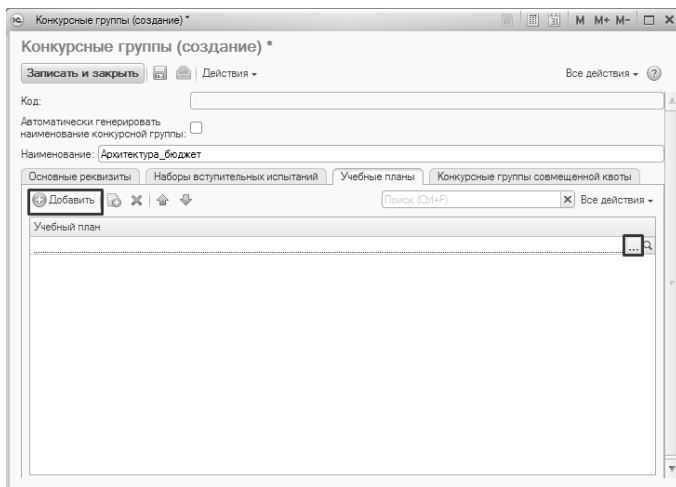 Конкурсные группы (создание) *
M M+ M-
Конкурсные группы (создание) *
Записать и закрыть
Действия
Все действия
Код:
Автоматически генерировать
наименование конкурсной группы:
Наименование: Архитектура_бюджет
Основные реквизиты
Наборы вступительных испытаний
Учебные планы
Конкурсные группы совмещенной квоты
Добавить
Поиск (Ctrl+F)
Все действия
Учебный план
...